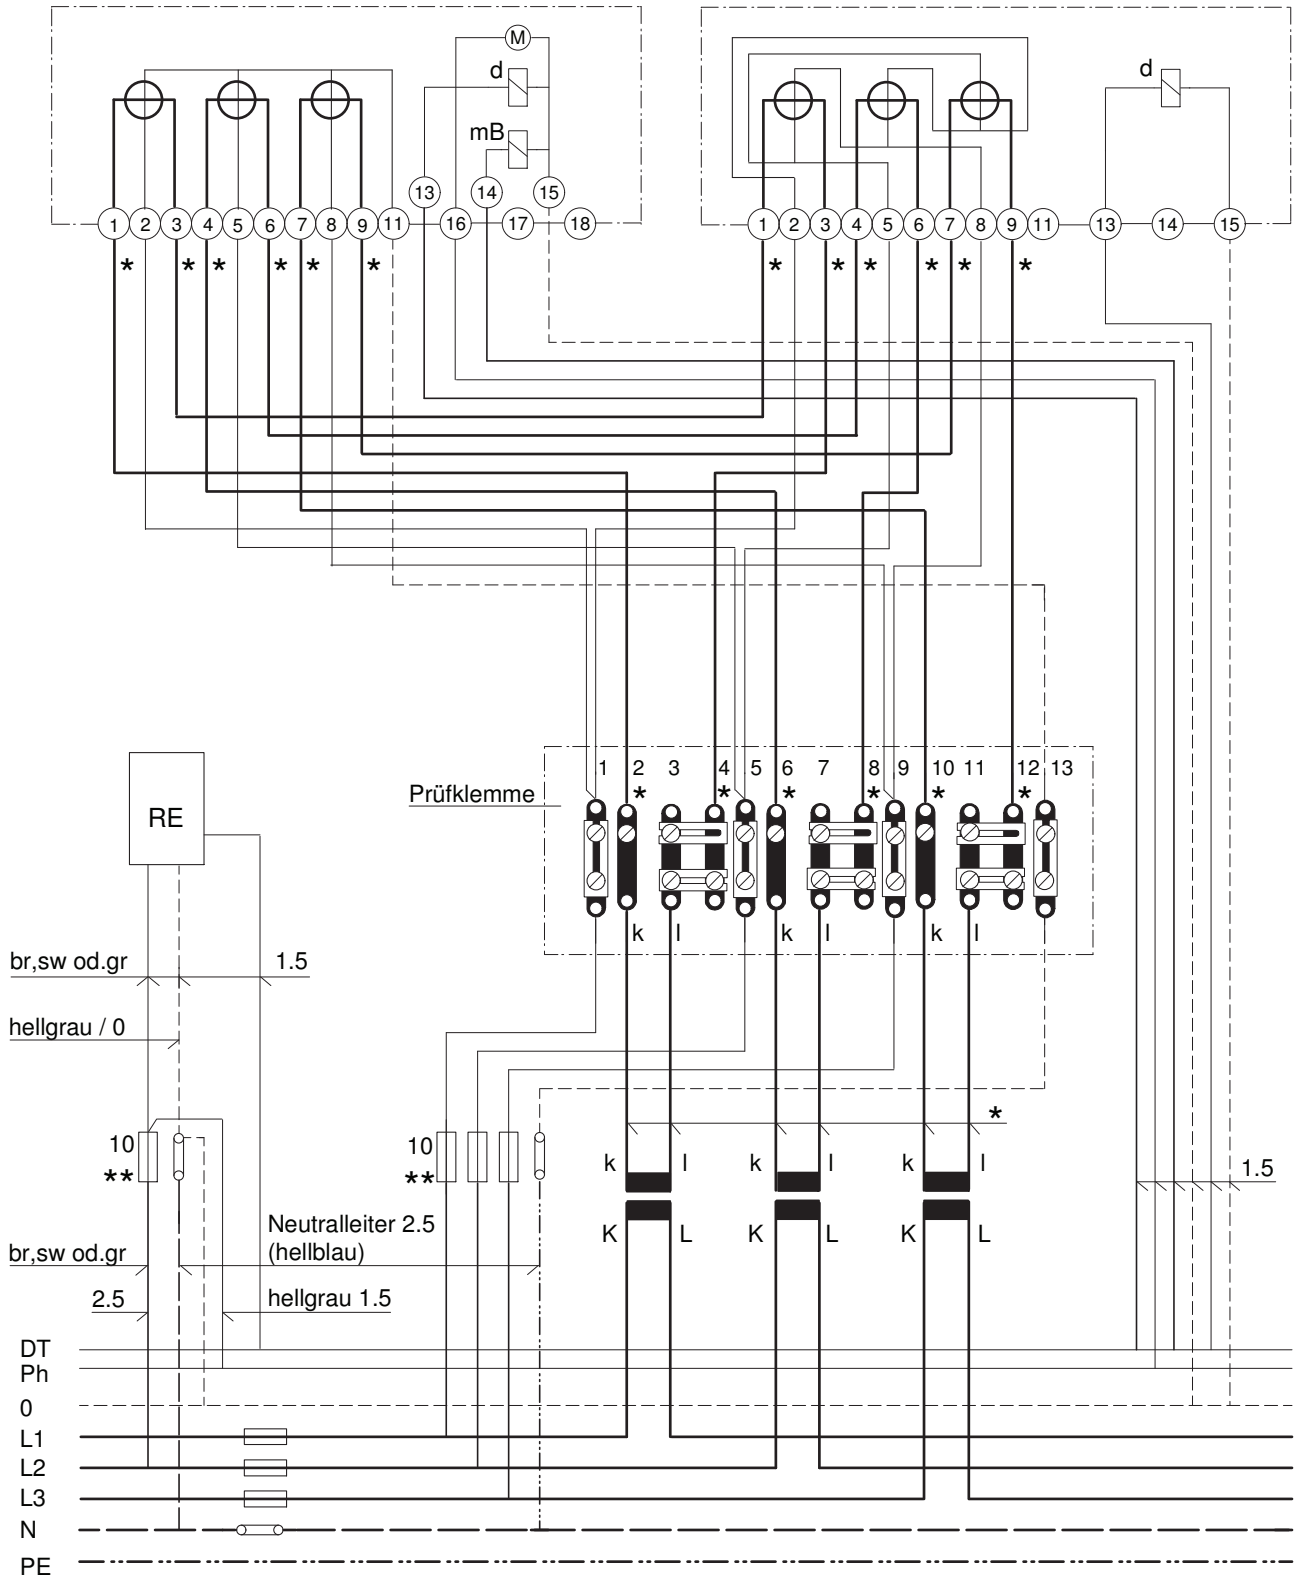 M
d
d
mB
13 14 15
1 2 3 4 5 6 7 8 9 11 16 17 18
1 2 3 4 5 6 7 8 9 11 13 14 15
* * * * * *
* * * * * *
1 2 3 4 5 6 7 8 9 10 11 12 13
* * * * * *
Prüfklemme
RE
k l k l k l
br,sw od.gr
1.5
hellgrau / 0
*
10
**
10
**
k l k l k l
1.5
K L K L K L
Neutralleiter 2.5
(hellblau)
br,sw od.gr
2.5
hellgrau 1.5
DT
Ph
0
L1
L2
L3
N
PE